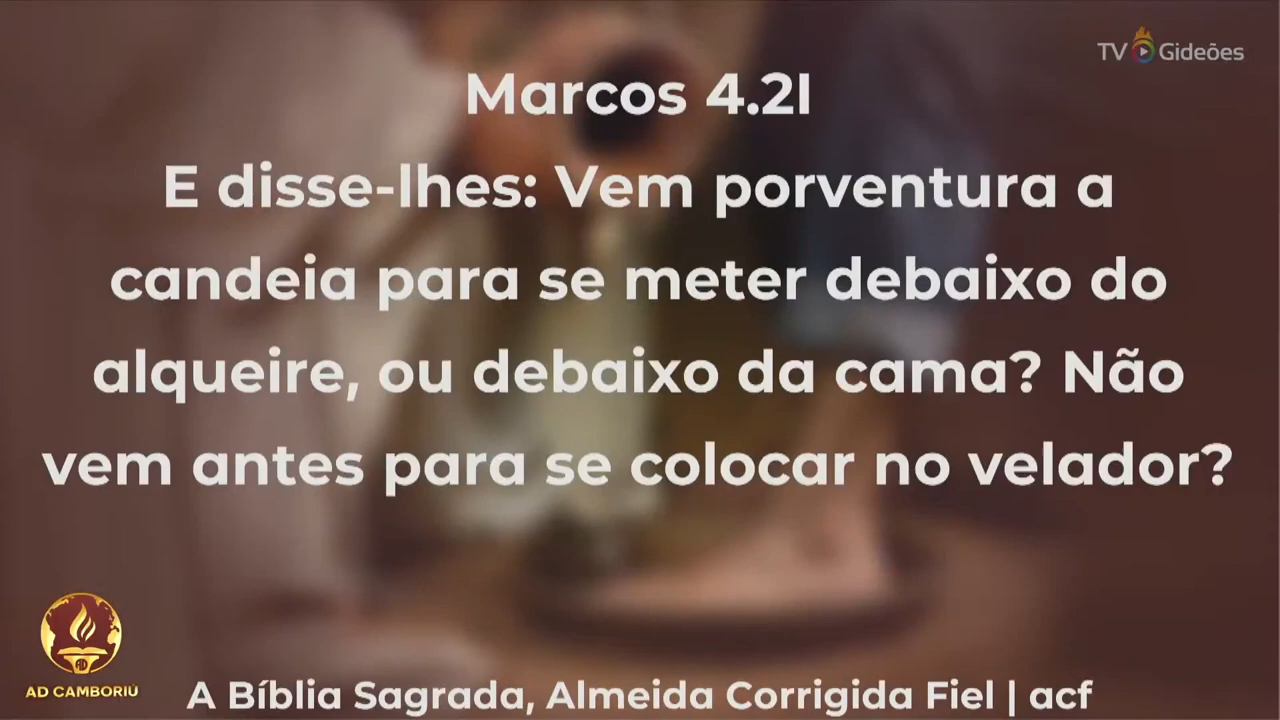 TV Gideões
Marcos 4.21
E disse-lhes: Vem porventura a
candeia para se meter debaixo do
alqueire, ou debaixo da cama? Não
vem antes para se colocar no velador?
AD
AD CAMBORIÚ
A Bíblia Sagrada, Almeida Corrigida Fiel | acf